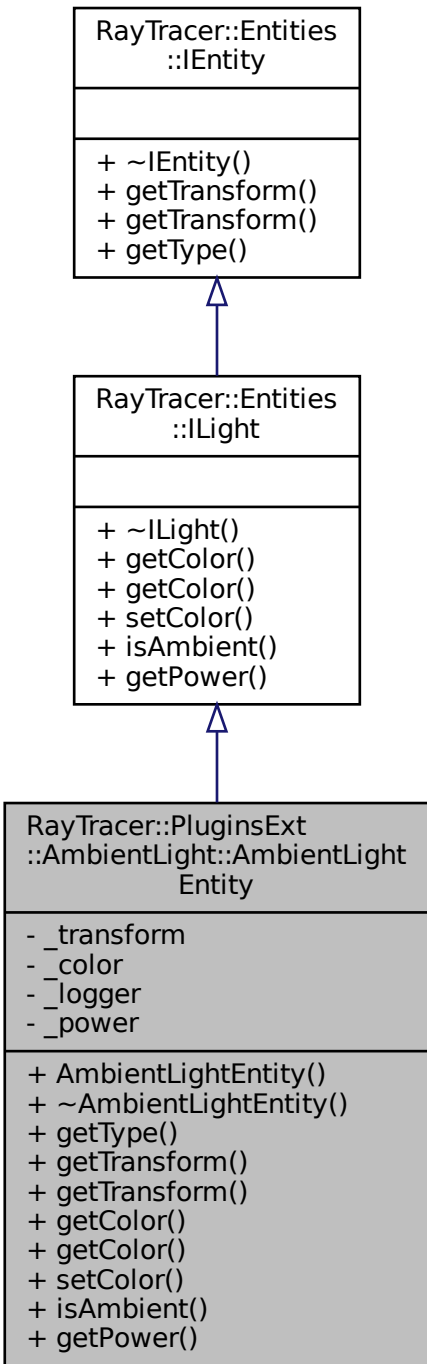 RayTracer::Entities
::IEntity
+ ~IEntity()
+ getTransform()
+ getTransform()
+ getType()
RayTracer::Entities
::ILight
+ ~ILight()
+ getColor()
+ getColor()
+ setColor()
+ isAmbient()
+ getPower()
RayTracer::PluginsExt
::AmbientLight::AmbientLight
Entity
- _transform
- _color
- _logger
- _power
+ AmbientLightEntity()
+ ~AmbientLightEntity()
+ getType()
+ getTransform()
+ getTransform()
+ getColor()
+ getColor()
+ setColor()
+ isAmbient()
+ getPower()